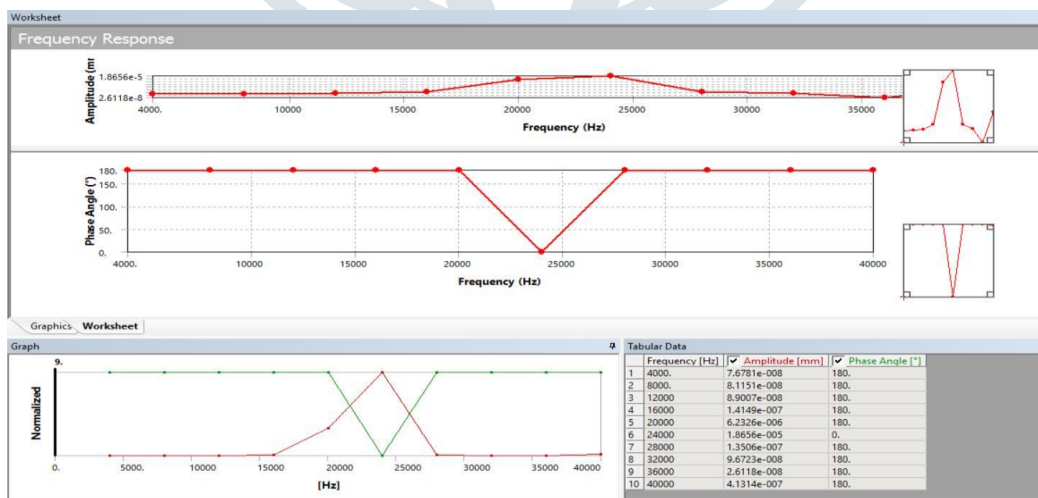 Worksheet
Frequency Response
Amplitude (mr
1.8656e-5
2.6118e-8
4000. 10000 15000 20000 25000 30000 35000
Frequency (Hz)
Phase Angle (°)
180.
150.
100.
50.
0.
4000. 10000 15000 20000 25000 30000 35000 40000
Frequency (Hz)
Graphics Worksheet
Graph
9.
Normalized
0. 5000. 10000 15000 20000 25000 30000 35000 40000
[Hz]
Tabular Data
Frequency [Hz] Amplitude [mm] Phase Angle [°]
1 4000. 7.6781e-008 180.
2 8000. 8.1151e-008 180.
3 12000 8.9007e-008 180.
4 16000 1.4149e-007 180.
5 20000 6.2326e-006 180.
6 24000 1.8656e-005 0.
7 28000 1.3506e-007 180.
8 32000 9.6723e-008 180.
9 36000 2.6118e-008 180.
10 40000 4.1314e-007 180.